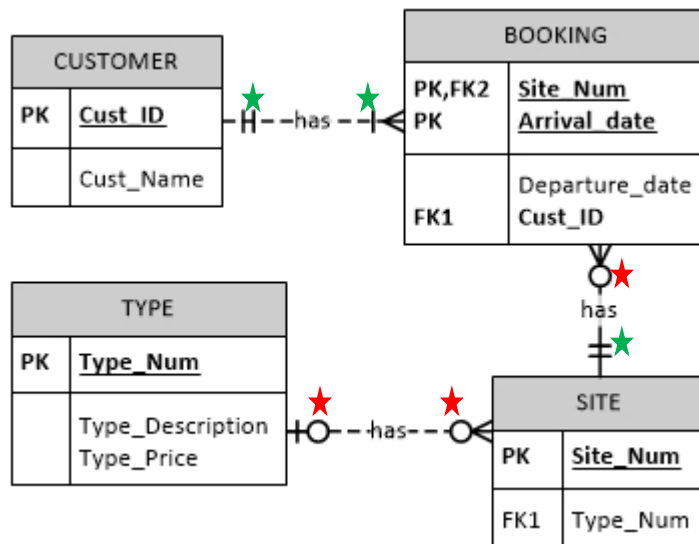 CUSTOMER
PK Cust_ID
Cust_Name
has
BOOKING
PK,FK2 Site_Num
PK Arrival_date
Departure_date
FK1 Cust_ID
has
TYPE
PK Type_Num
Type_Description
Type_Price
has
SITE
PK Site_Num
FK1 Type_Num